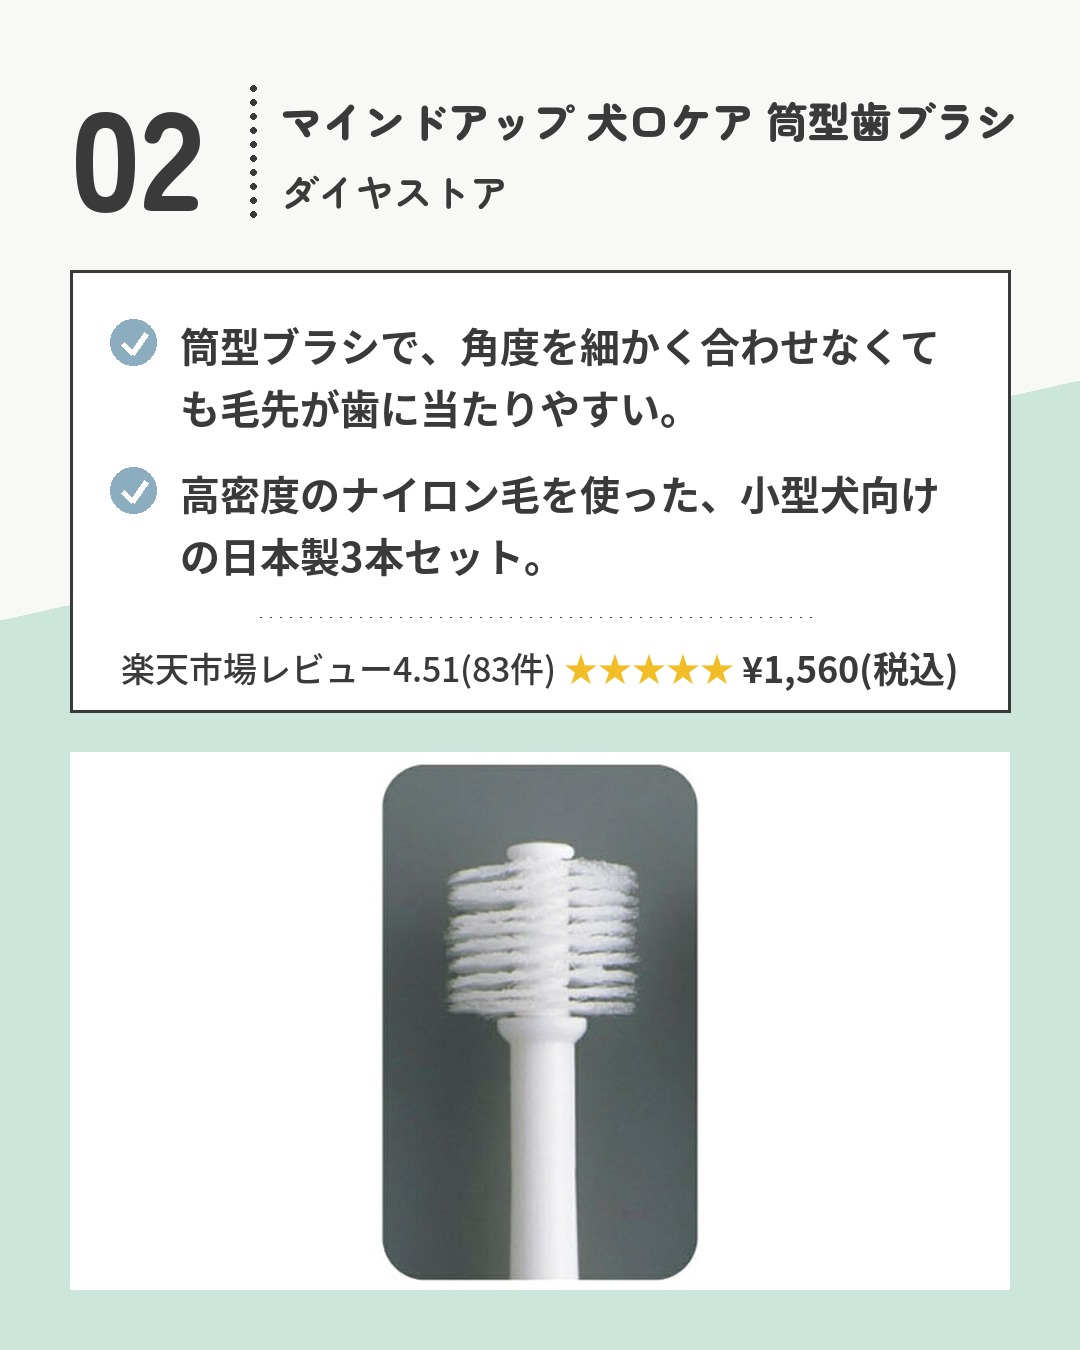 02
マインドアップ 犬口ケア 筒型歯ブラシ
ダイヤストア
筒型ブラシで、角度を細かく合わせなくて
も毛先が歯に当たりやすい。
高密度のナイロン毛を使った、小型犬向け
の日本製3本セット。
楽天市場レビュー4.51(83件) ★★★★★ ¥1,560(税込)